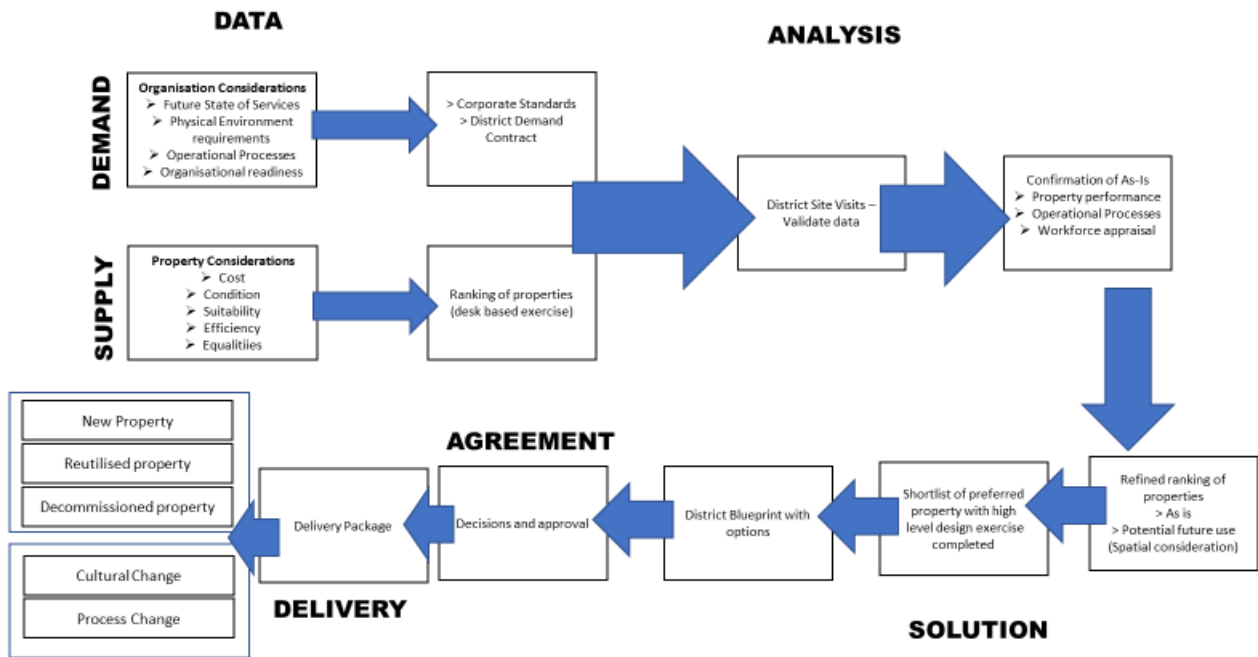 DATA
ANALYSIS
DEMAND
Organisation Considerations
➢ Future State of Services
➢ Physical Environment
requirements
➢ Operational Processes
➢ Organisational readiness
> Corporate Standards
> District Demand
Contract
District Site Visits –
Validate data
Confirmation of As-Is
➢ Property performance
➢ Operational Processes
➢ Workforce appraisal
SUPPLY
Property Considerations
➢ Cost
➢ Condition
➢ Suitability
➢ Efficiency
➢ Equalitiies
Ranking of properties
(desk based exercise)
Refined ranking of
properties
> As is
> Potential future use
(Spatial consideration)
Shortlist of preferred
property with high
level design exercise
completed
SOLUTION
District Blueprint with
options
AGREEMENT
Decisions and approval
Delivery Package
DELIVERY
New Property
Reutilised property
Decommissioned property
Cultural Change
Process Change